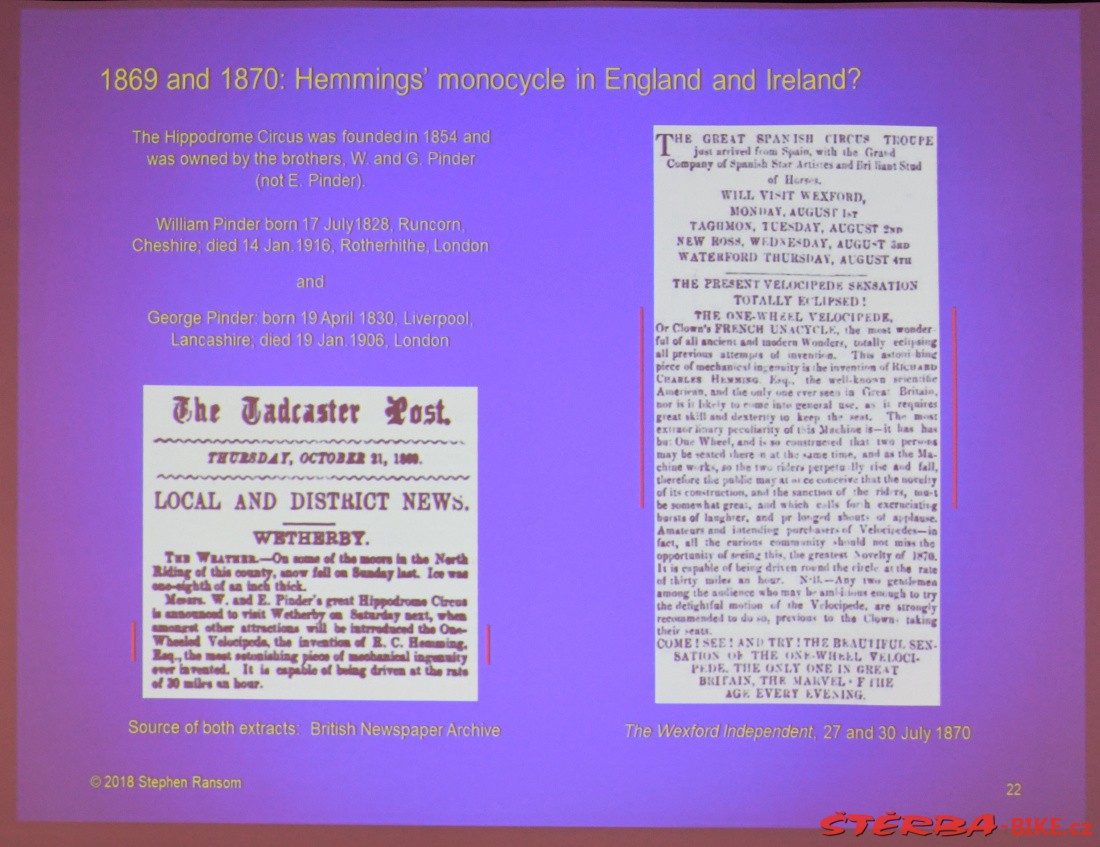 1869 and 1870: Hemmings' monocycle in England and Ireland?
The Hippodrome Circus was founded in 1854 and
was owned by the brothers, W. and G. Pinder
(not E. Pinder).
William Pinder born 17 July1828, Runcorn,
Cheshire; died 14 Jan.1916, Rotherhithe, London
and
George Pinder: born 19 April 1830, Liverpool,
Lancashire; died 19 Jan.1906, London
The Tadcaster Post.
THURSDAY, OCTOBER 21, 1869.
LOCAL AND DISTRICT NEWS.
WETHERBY.
THE WEATHER.—On some of the moors in the North
Riding of this county, snow fell on Sunday last. Ice was
one-eighth of an inch thick.
Messrs. W. and E. Pinder's great Hippodrome Circus
is announced to visit Wetherby on Saturday next, when
amongst other attractions will be introduced the One-
Wheeled Velocipede, the invention of R. C. Hemming,
Esq., the most astonishing piece of mechanical ingenuity
ever invented. It is capable of being driven at the rate
of 30 miles an hour.
Source of both extracts: British Newspaper Archive
THE GREAT SPANISH CIRCUS TROUPE
just arrived from Spain, with the Grand
Company of Spanish Star Artistes and Bri liant Stud
of Horses.
WILL VISIT WEXFORD,
MONDAY, AUGUST 1ST
TAGHMON, TUESDAY, AUGUST 2ND
NEW ROSS, WEDNESDAY, AUGUST 3RD
WATERFORD THURSDAY, AUGUST 4TH
THE PRESENT VELOCIPEDE SENSATION
TOTALLY ECLIPSED!
THE ONE-WHEEL VELOCIPEDE,
Or Clown's FRENCH UNACYCLE, the most wonder-
ful of all ancient and modern Wonders, totally eclipsing
all previous attempts of invention. This astoni hing
piece of mechanical ingenuity is the invention of RICHARD
CHARLES HEMMING Esq., the well-known scientific
American, and the only one ever seen in Great Britain,
nor is it likely to come into general use, as it requires
great skill and dexterity to keep the seat. The most
extraor linary peculiarity of this Machine is—it has has
but One Wheel, and is so constructed that two persons
may be seated there n at the same time, and as the Ma-
chine works, so the two riders perpetu lly rise and fall,
therefore the public may at o ce conceive that the novelty
of its construction, and the sanction of the riders, must
be somewhat great, and which calls forth excruciating
bursts of laughter, and pr longed shouts of applause.
Amateurs and intending purchasers of Velocipedes—in
fact, all the curious community should not miss the
opportunity of seeing this, the greatest Novelty of 1870.
It is capable of being driven round the circle at the rate
of thirty miles an hour. N.B.—Any two gentlemen
among the audience who may be ambitious enough to try
the delightful motion of the Velocipede, are strongly
recommended to do so, previous to the Clowns taking
their seats.
COME! SEE! AND TRY! THE BEAUTIFUL SEN-
SATION OF THE ONE-WHEEL VELOCI-
PEDE, THE ONLY ONE IN GREAT
BRITAIN, THE MARVEL F THE
AGE EVERY EVENING.
The Wexford Independent, 27 and 30 July 1870
© 2018 Stephen Ransom
22
ŠTĚRBA-BIKE.cz